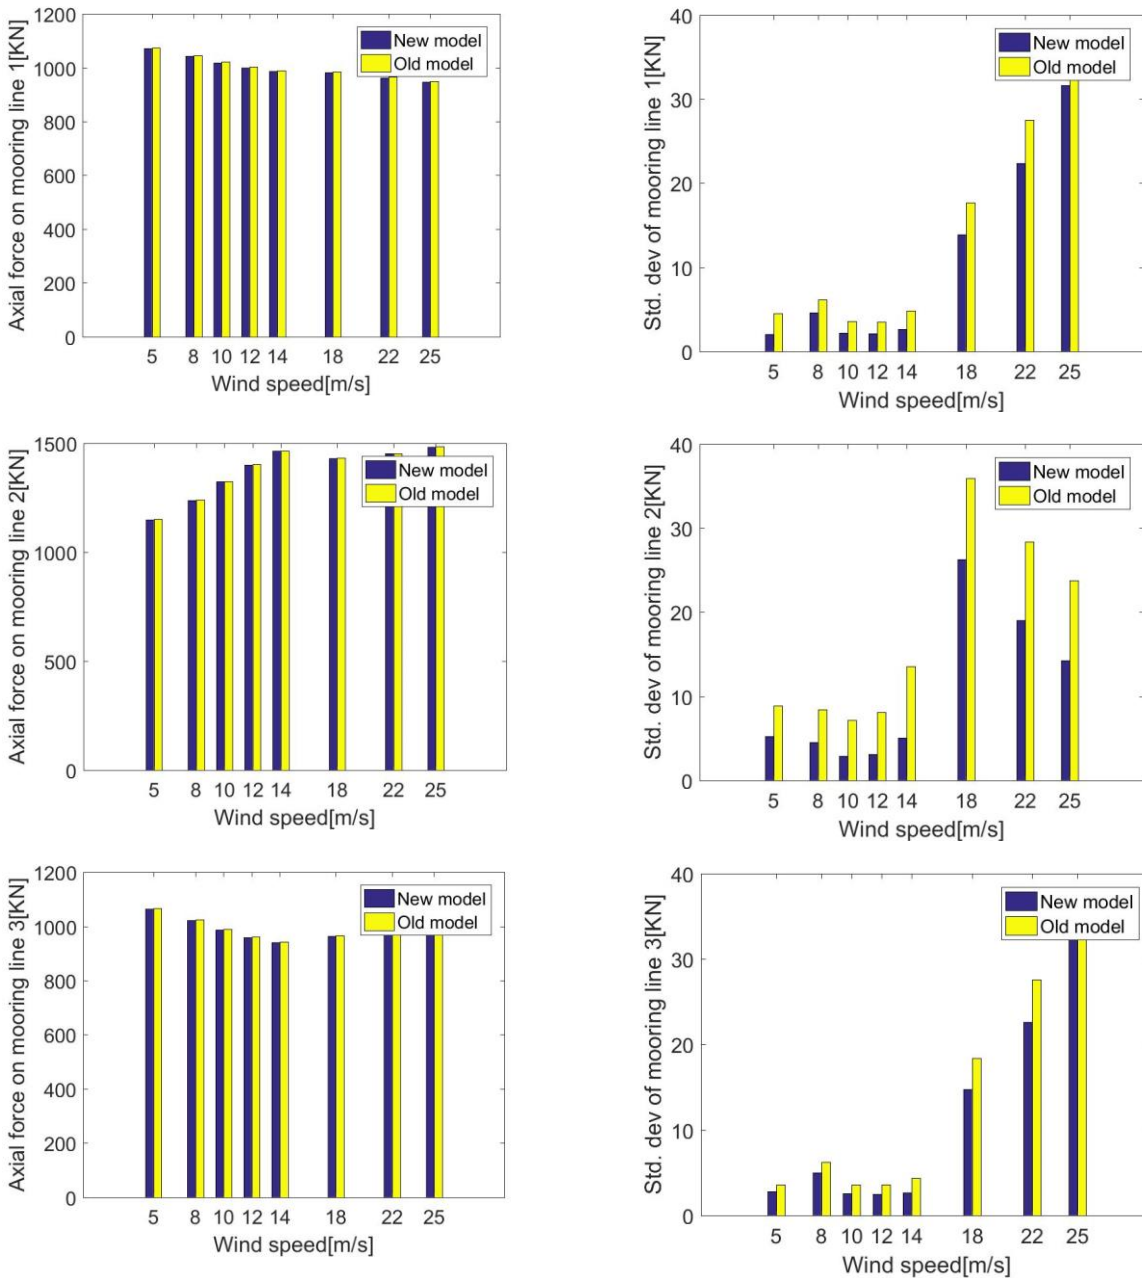 1200
1000
800
600
400
200
0
Axial force on mooring line 1[KN]
New model
Old model
5 8 10 12 14 18 22 25
Wind speed[m/s]
40
30
20
10
0
Std. dev of mooring line 1[KN]
New model
Old model
5 8 10 12 14 18 22 25
Wind speed[m/s]
1500
1000
500
0
Axial force on mooring line 2[KN]
New model
Old model
5 8 10 12 14 18 22 25
Wind speed[m/s]
40
30
20
10
0
Std. dev of mooring line 2[KN]
New model
Old model
5 8 10 12 14 18 22 25
Wind speed[m/s]
1200
1000
800
600
400
200
0
Axial force on mooring line 3[KN]
New model
Old model
5 8 10 12 14 18 22 25
Wind speed[m/s]
40
30
20
10
0
Std. dev of mooring line 3[KN]
New model
Old model
5 8 10 12 14 18 22 25
Wind speed[m/s]